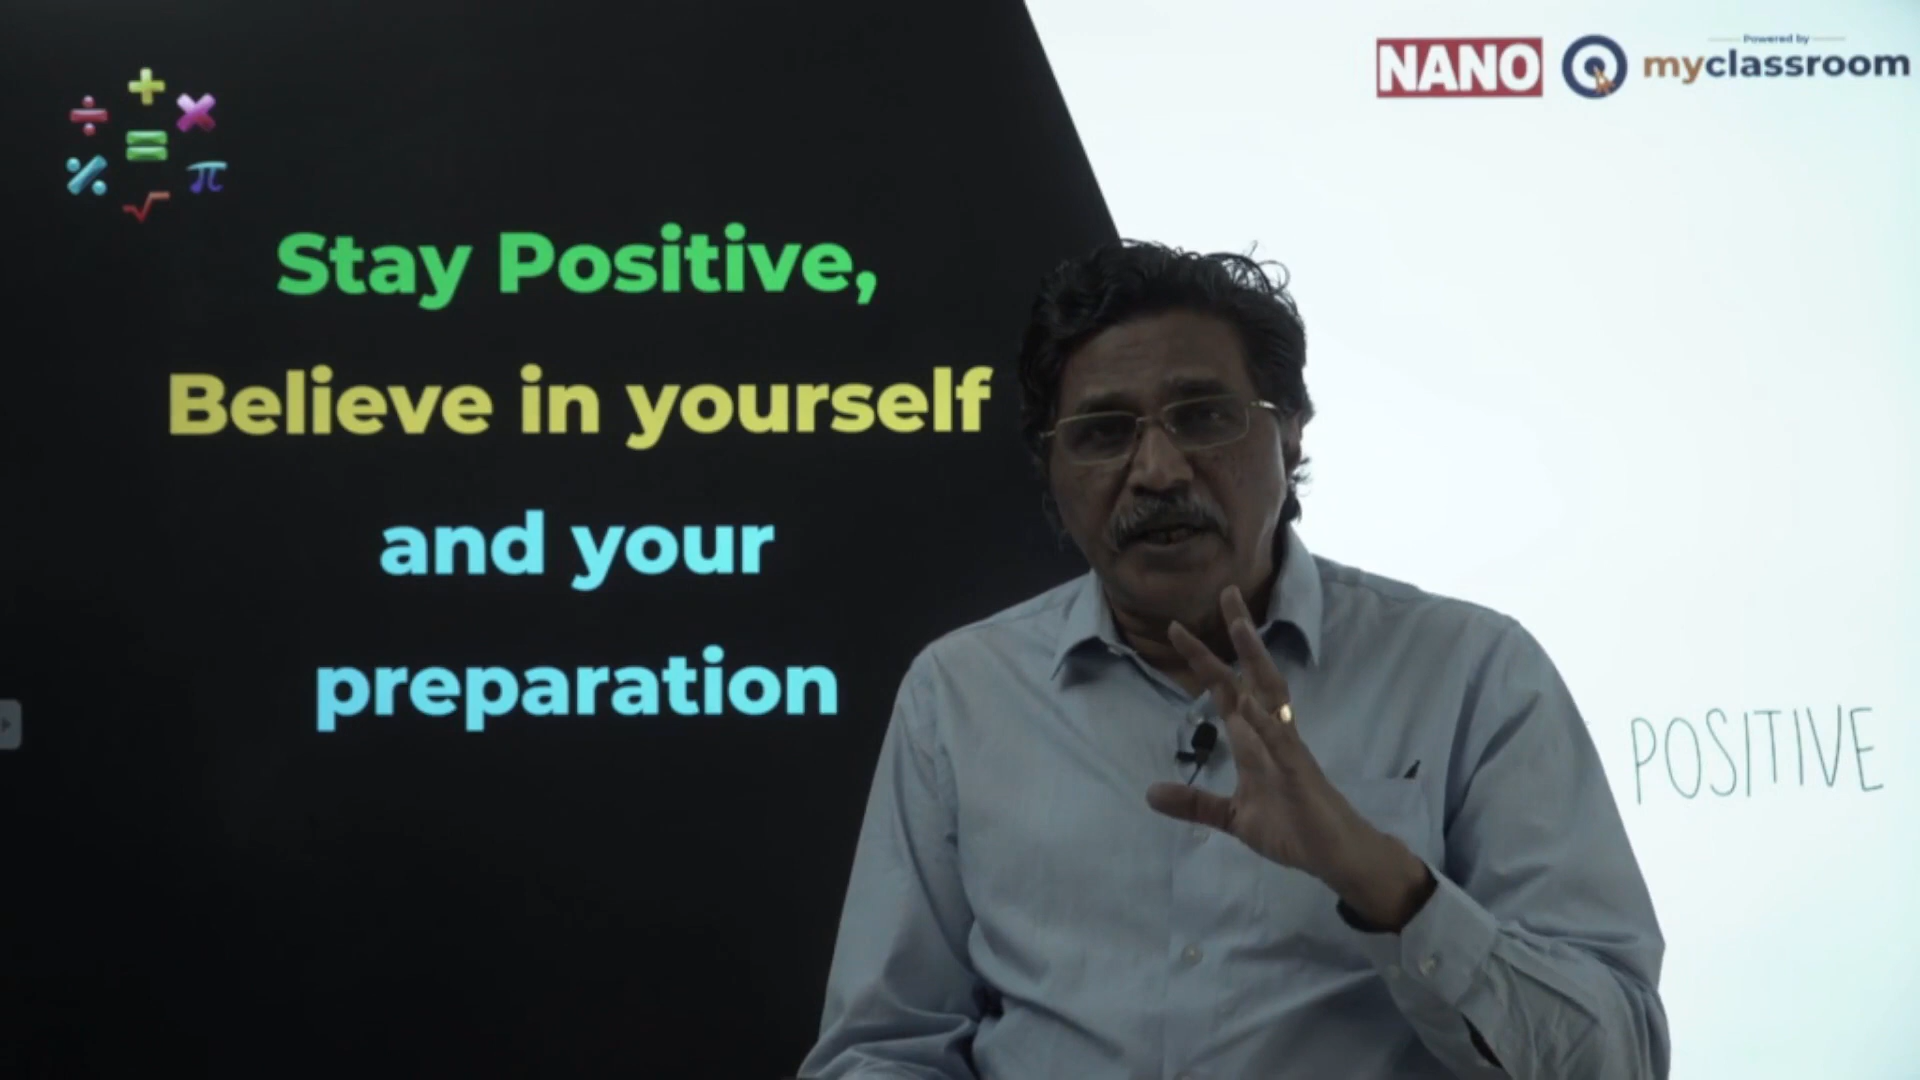 NANO
Powered by
myclassroom
Stay Positive,
Believe in yourself
and your
preparation
POSITIVE